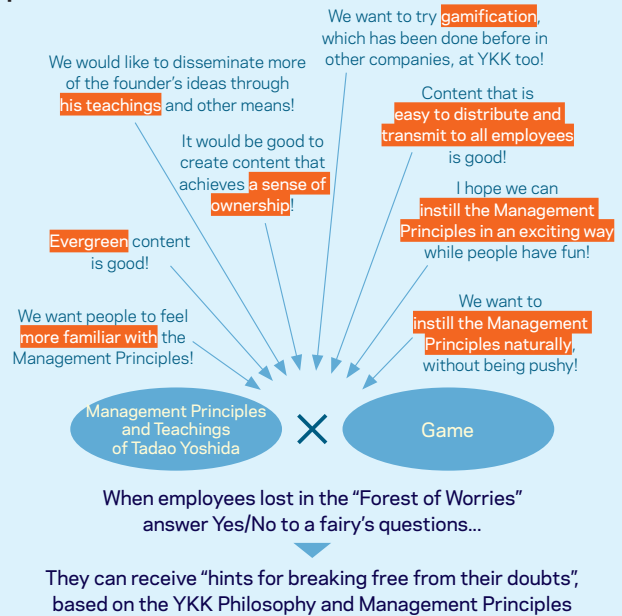 We want to try gamification,
which has been done before in
other companies, at YKK too!
We would like to disseminate more
of the founder's ideas through
his teachings and other means!
Content that is
easy to distribute and
transmit to all employees
is good!
It would be good to
create content that
achieves a sense of
ownership!
I hope we can
instill the Management
Principles in an exciting way
while people have fun!
Evergreen content
is good!
We want to
instill the Management
Principles naturally,
without being pushy!
We want people to feel
more familiar with the
Management Principles!
Management Principles
and Teachings
of Tadao Yoshida
×
Game
When employees lost in the “Forest of Worries”
answer Yes/No to a fairy's questions...
They can receive “hints for breaking free from their doubts”,
based on the YKK Philosophy and Management Principles